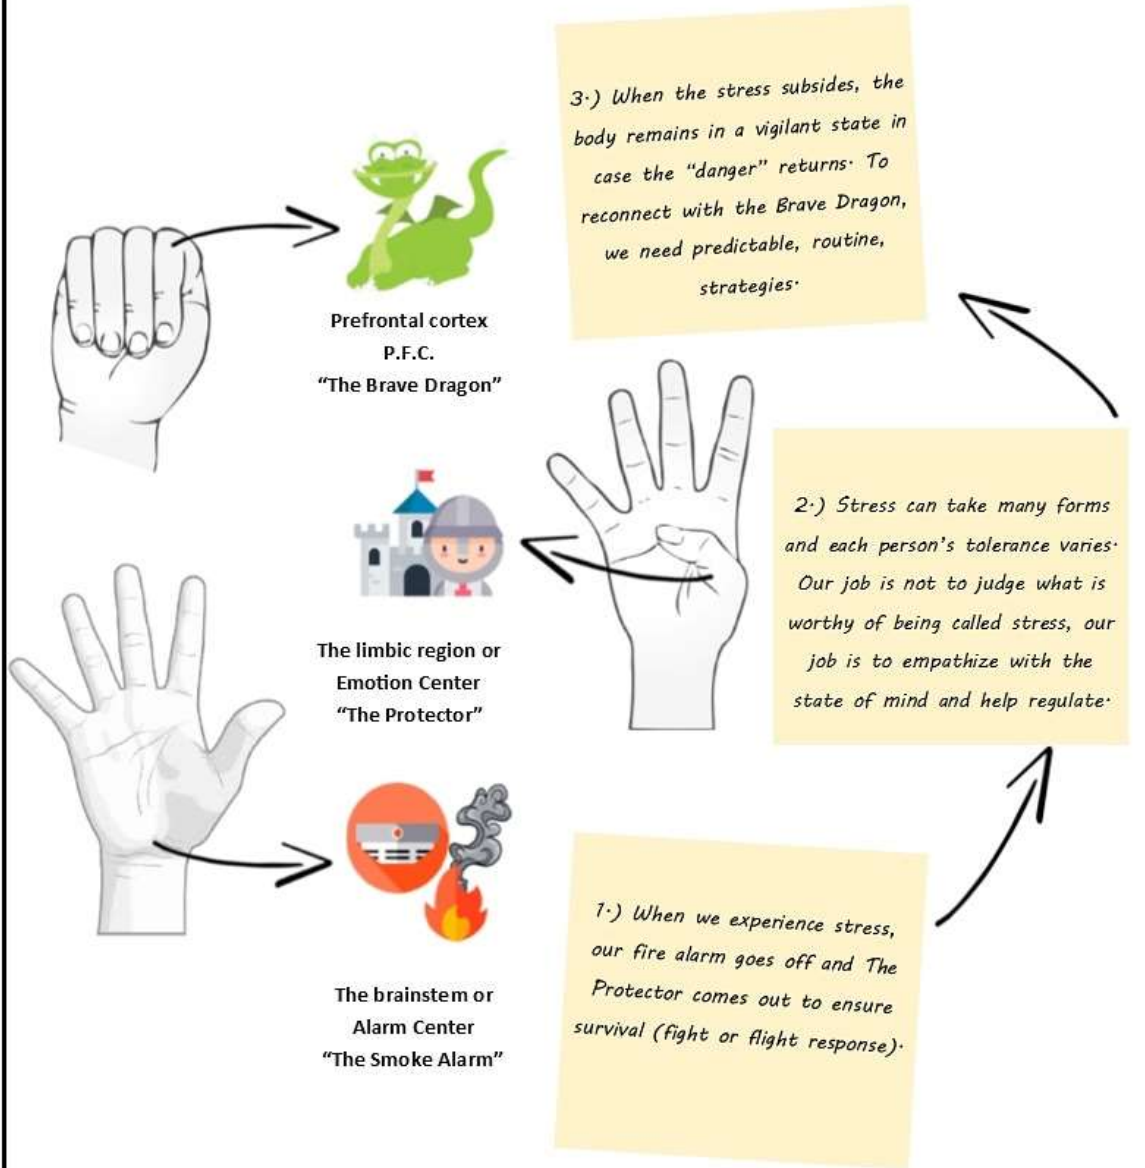 3.) When the stress subsides, the
body remains in a vigilant state in
case the “danger” returns. To
reconnect with the Brave Dragon,
we need predictable, routine,
strategies.
Prefrontal cortex
P.F.C.
“The Brave Dragon”
2.) Stress can take many forms
and each person’s tolerance varies.
Our job is not to judge what is
worthy of being called stress, our
job is to empathize with the
state of mind and help regulate.
The limbic region or
Emotion Center
“The Protector”
1.) When we experience stress,
our fire alarm goes off and The
Protector comes out to ensure
survival (fight or flight response).
The brainstem or
Alarm Center
“The Smoke Alarm”